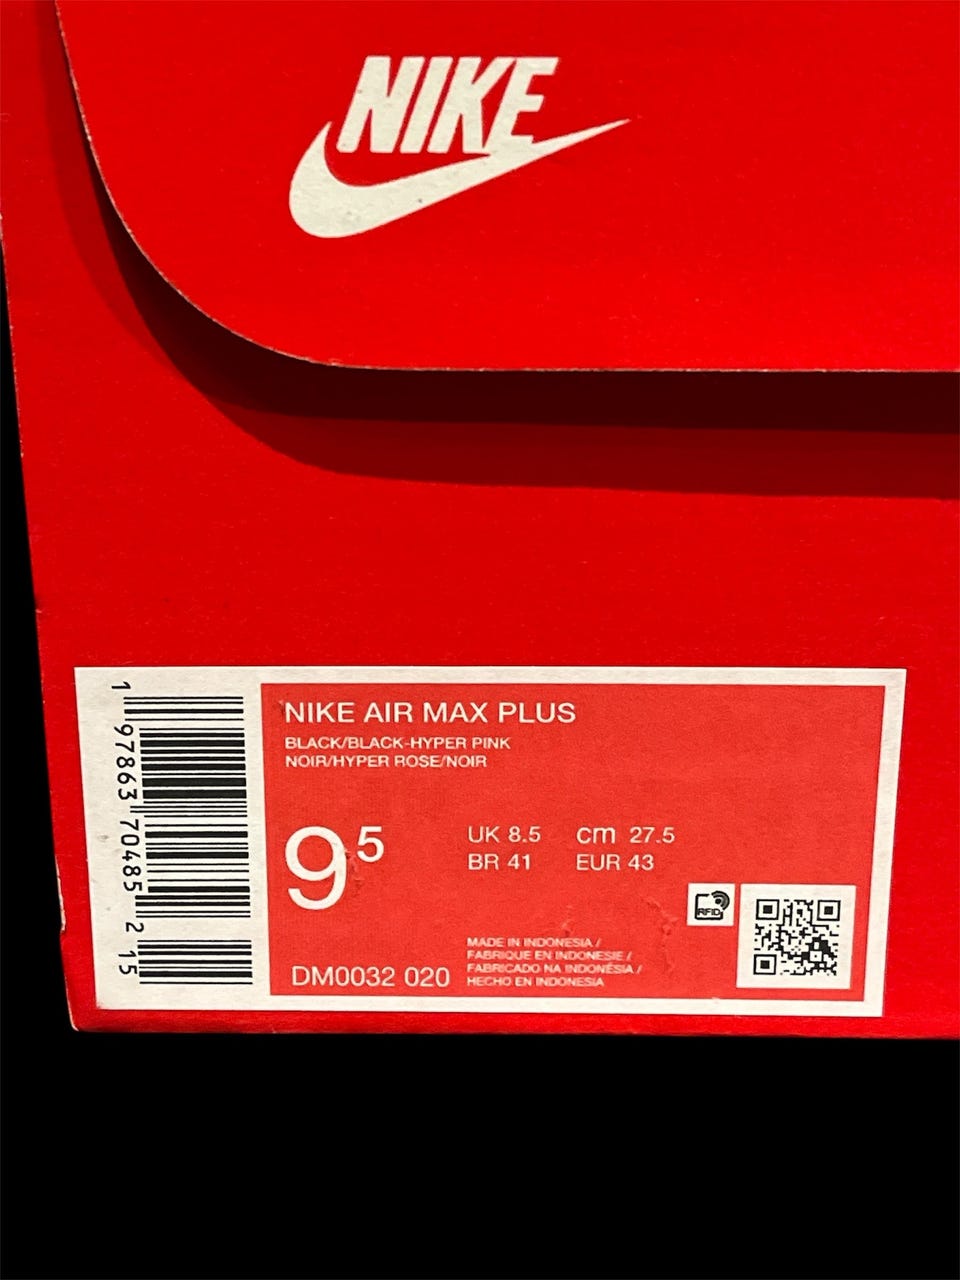 NIKE
NIKE AIR MAX PLUS
BLACK/BLACK-HYPER PINK
NOIR/HYPER ROSE/NOIR
95
UK 8.5 cm 27.5
BR 41 EUR 43
RFID
MADE IN INDONESIA /
FABRIQUE EN INDONESIE /
FABRICADO NA INDONÉSIA /
HECHO EN INDONESIA
DM0032 020
1 97863 70485 2 15